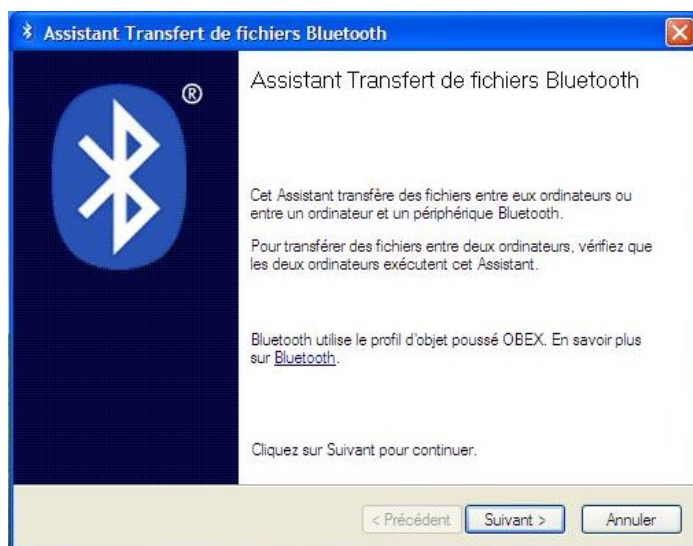 Assistant Transfert de fichiers Bluetooth
®
Assistant Transfert de fichiers Bluetooth
Cet Assistant transfère des fichiers entre eux ordinateurs ou
entre un ordinateur et un périphérique Bluetooth.
Pour transférer des fichiers entre deux ordinateurs, vérifiez que
les deux ordinateurs exécutent cet Assistant.
Bluetooth utilise le profil d'objet poussé OBEX. En savoir plus
sur Bluetooth.
Cliquez sur Suivant pour continuer.
< Précédent Suivant > Annuler